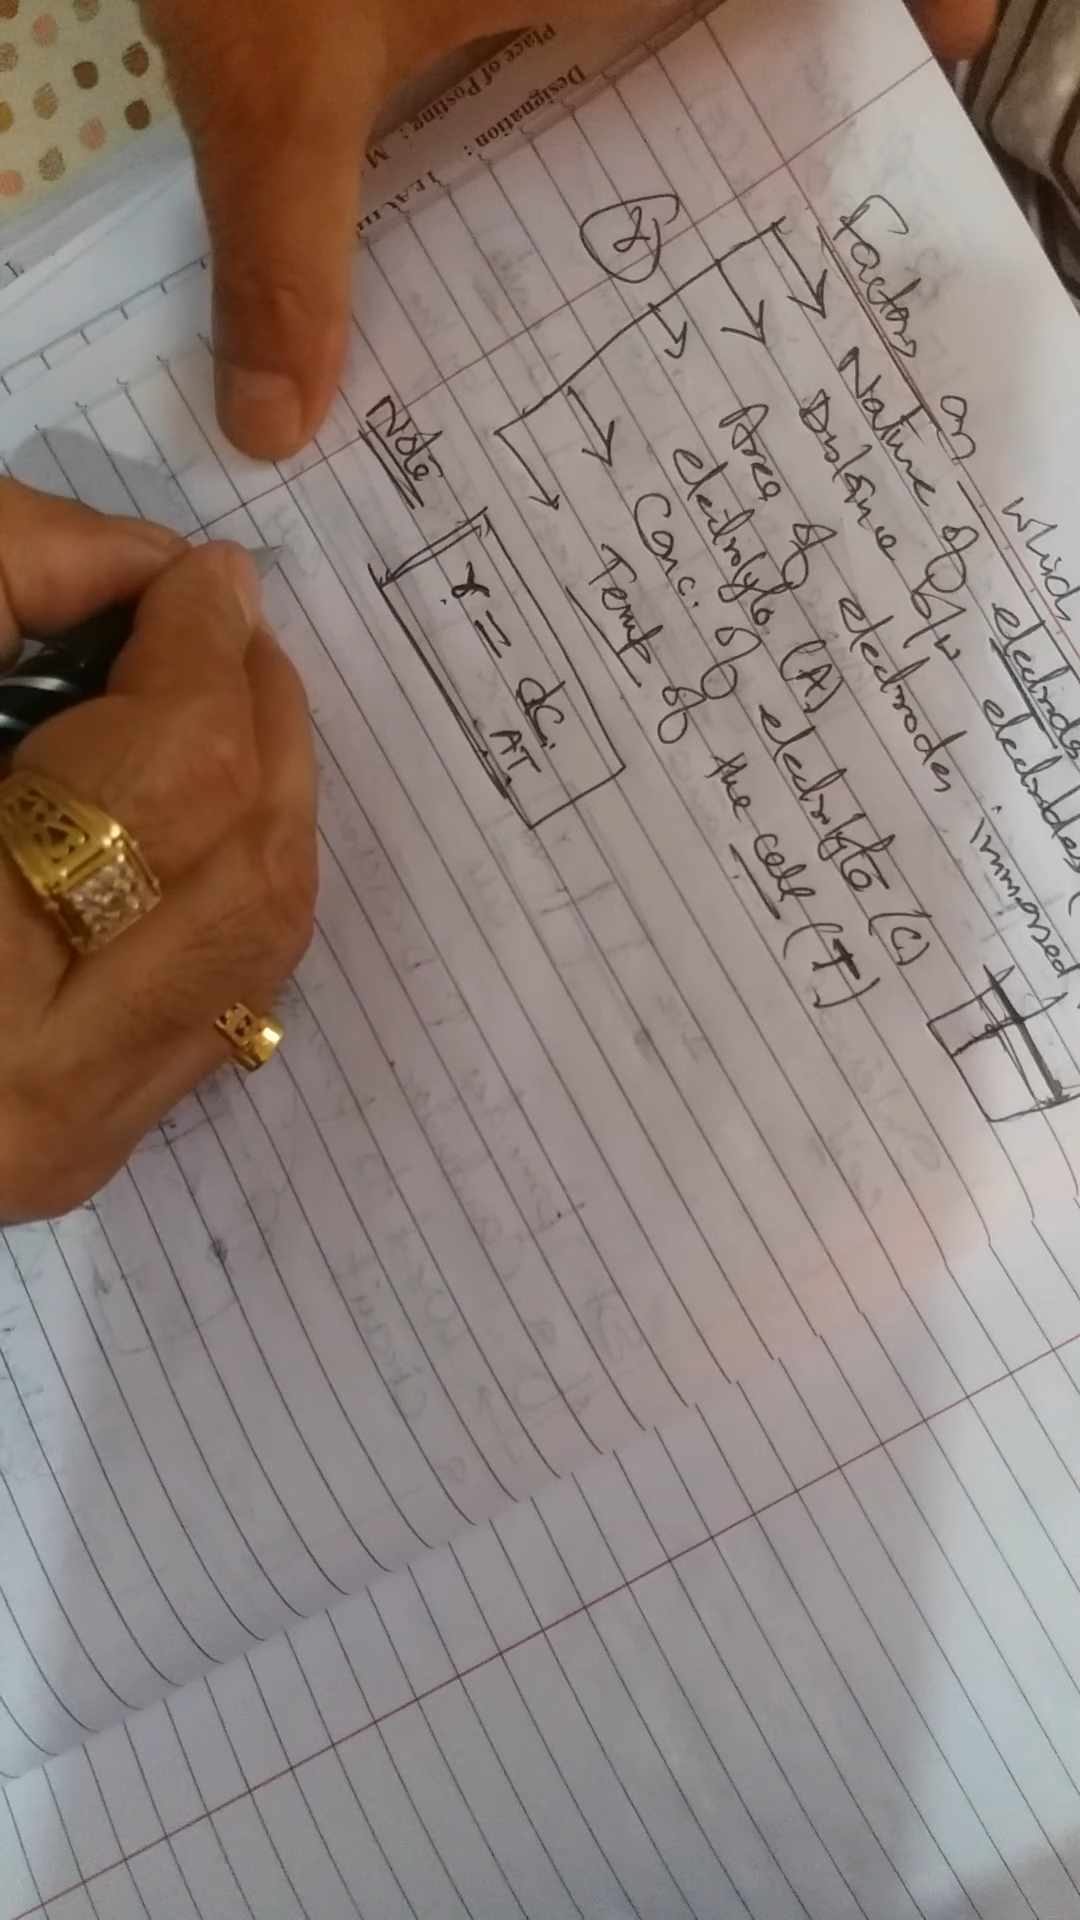 Factors on which
Nature of electrodes
Distance b/w electrodes (
Area of electrodes immersed
electrolyte (A)
Conc. of electrolyte (C)
Temp of the cell (T)
r
Note
r = dC
AT
Designation :
Place of Posting : M